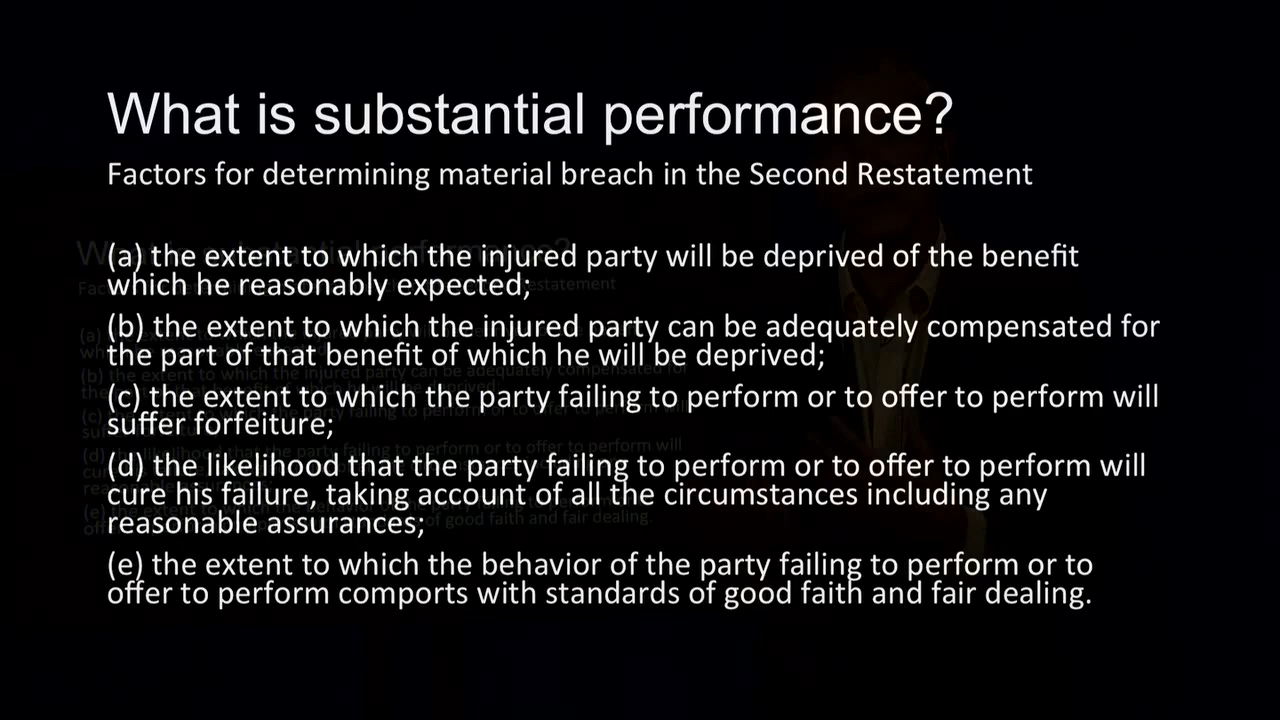 What is substantial performance?
Factors for determining material breach in the Second Restatement
(a) the extent to which the injured party will be deprived of the benefit
which he reasonably expected;
(b) the extent to which the injured party can be adequately compensated for
the part of that benefit of which he will be deprived;
(c) the extent to which the party failing to perform or to offer to perform will
suffer forfeiture;
(d) the likelihood that the party failing to perform or to offer to perform will
cure his failure, taking account of all the circumstances including any
reasonable assurances;
(e) the extent to which the behavior of the party failing to perform or to
offer to perform comports with standards of good faith and fair dealing.